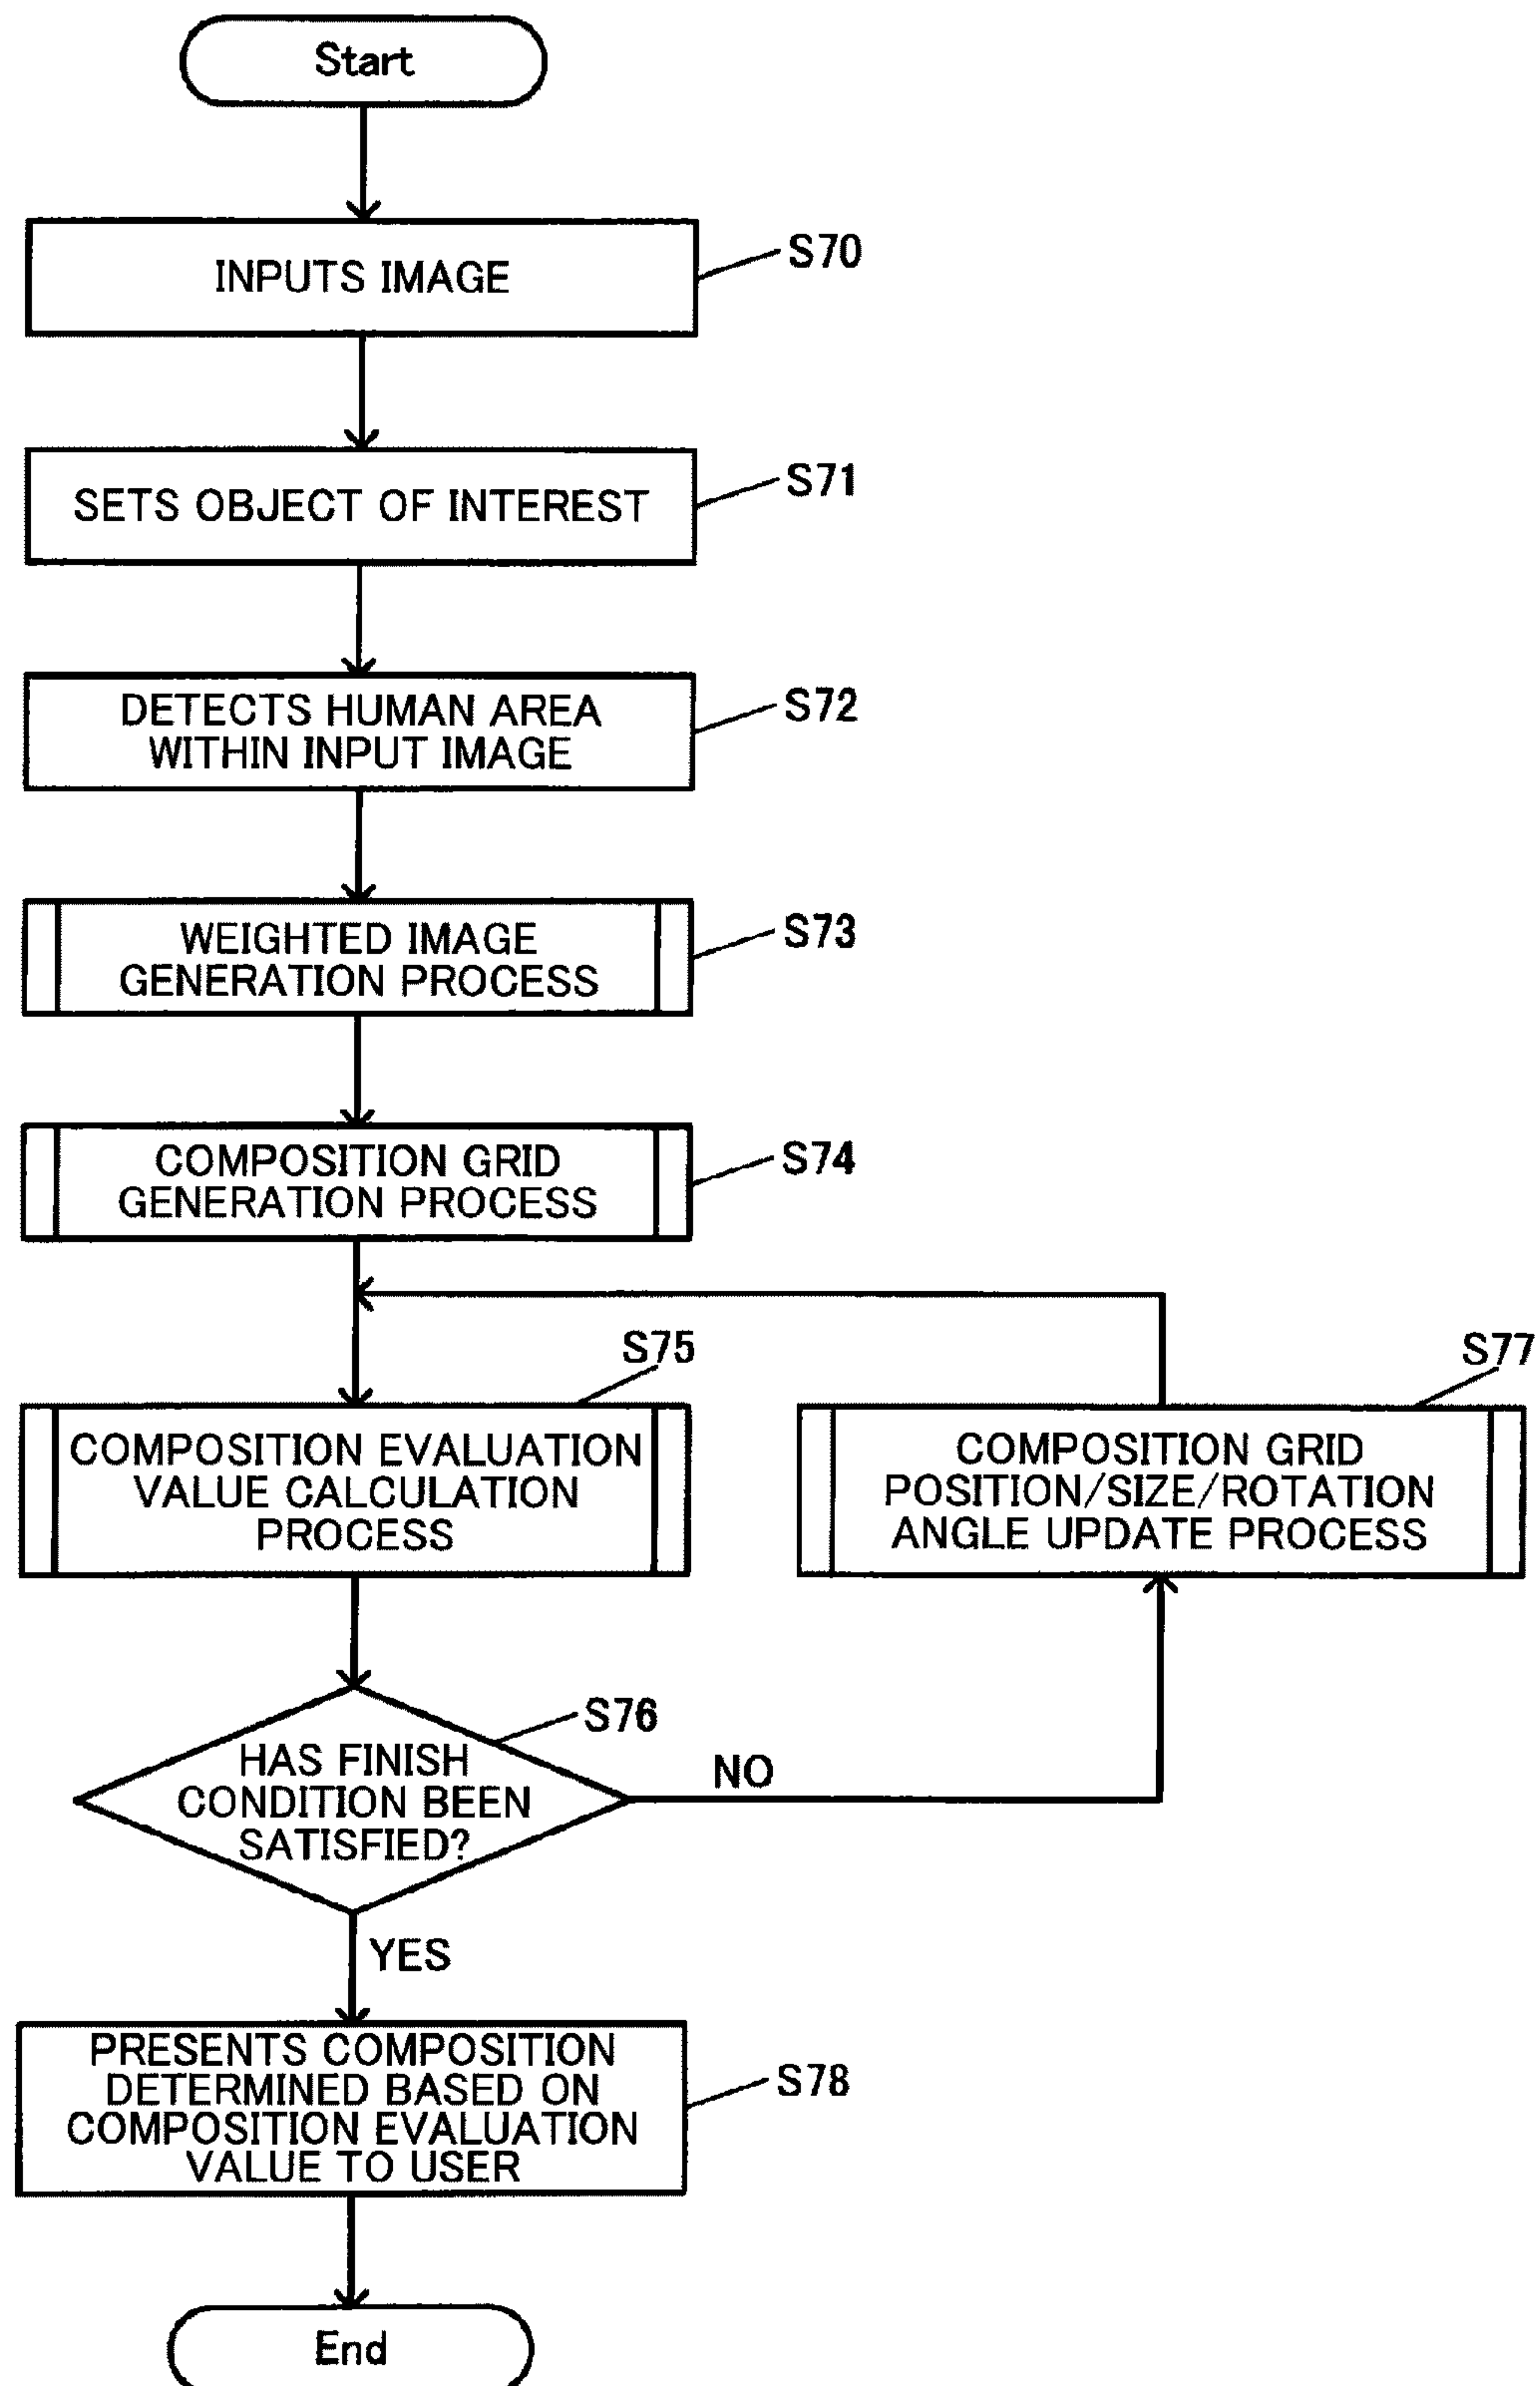 Start
INPUTS IMAGE
S70
SETS OBJECT OF INTEREST
S71
DETECTS HUMAN AREA
WITHIN INPUT IMAGE
S72
WEIGHTED IMAGE
GENERATION PROCESS
S73
COMPOSITION GRID
GENERATION PROCESS
S74
S75
COMPOSITION EVALUATION
VALUE CALCULATION
PROCESS
S77
COMPOSITION GRID
POSITION/SIZE/ROTATION
ANGLE UPDATE PROCESS
S76
HAS FINISH
CONDITION BEEN
SATISFIED?
NO
YES
PRESENTS COMPOSITION
DETERMINED BASED ON
COMPOSITION EVALUATION
VALUE TO USER
S78
End